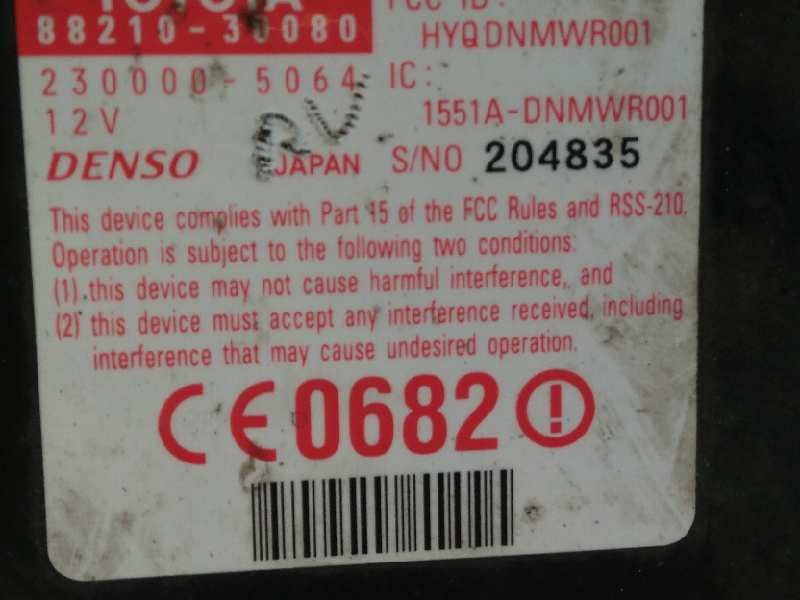 TOYOTA
88210-30080
FCC ID:
HYQDNMWR001
230000-5064
IC:
12V
1551A-DNMWR001
DENSO
JAPAN
S/NO 204835
This device complies with Part 15 of the FCC Rules and RSS-210.
Operation is subject to the following two conditions:
(1) this device may not cause harmful interference, and
(2) this device must accept any interference received, including
interference that may cause undesired operation.
CE0682